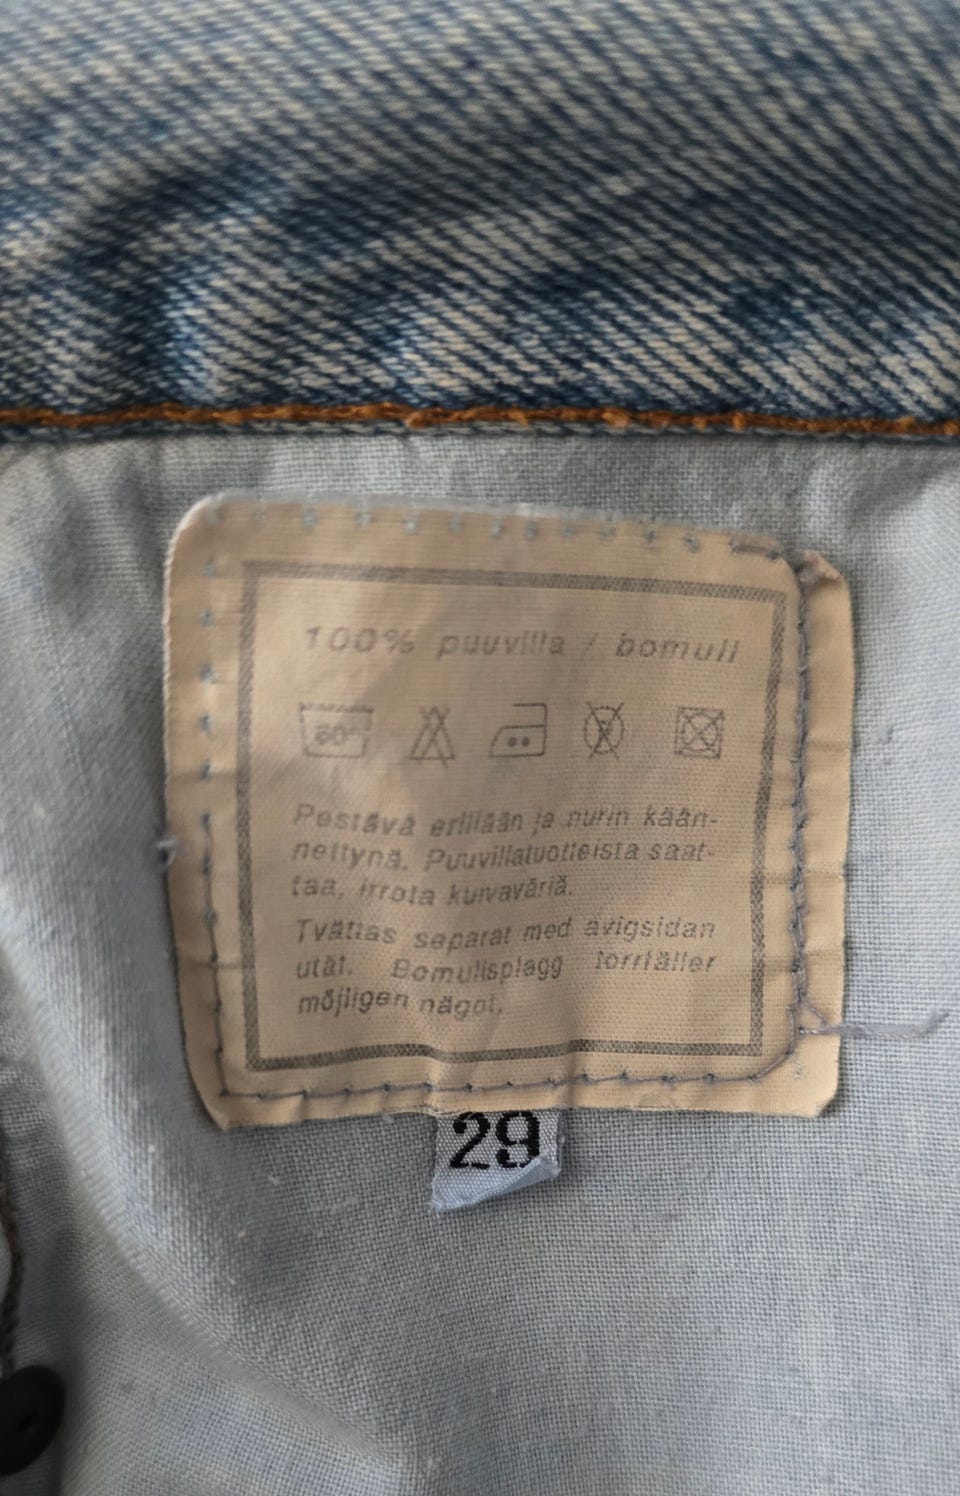 100% puuvilla / bomull
60°
Pestävä erillään ja nurin kään-
nettynä. Puuvillatuotteista saat-
taa, irrota kuivaväriä.
Tvättas separat med avigsidan
utåt. Bomullsplagg torrfäller
möjligen något.
29